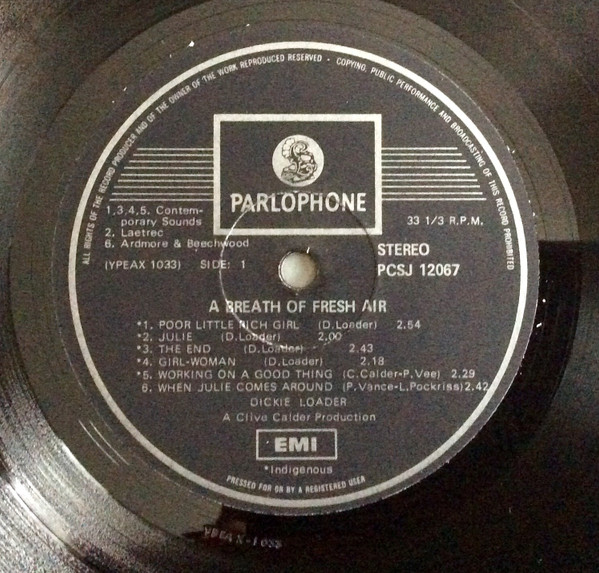 ALL RIGHTS OF THE RECORD PRODUCER AND OF THE OWNER OF THE WORK REPRODUCED RESERVED · COPYING, PUBLIC PERFORMANCE AND BROADCASTING OF THIS RECORD PROHIBITED
PARLOPHONE
1,3,4,5. Contem-
porary Sounds
2. Laetrec
6. Ardmore & Beechwood
33 1/3 R.P.M.
STEREO
(YPEAX 1033) SIDE: 1
PCSJ 12067
A BREATH OF FRESH AIR
*1. POOR LITTLE RICH GIRL (D.Loader) 2.54
*2. JULIE (D.Loader) 2.00
*3. THE END (D.Loader) 2.43
*4. GIRL-WOMAN (D.Loader) 2.18
*5. WORKING ON A GOOD THING (C.Calder-P.Vee) 2.29
6. WHEN JULIE COMES AROUND (P.Vance-L.Pockriss) 2.42
DICKIE LOADER
A Clive Calder Production
EMI
*Indigenous
PRESSED FOR OR BY A REGISTERED USER